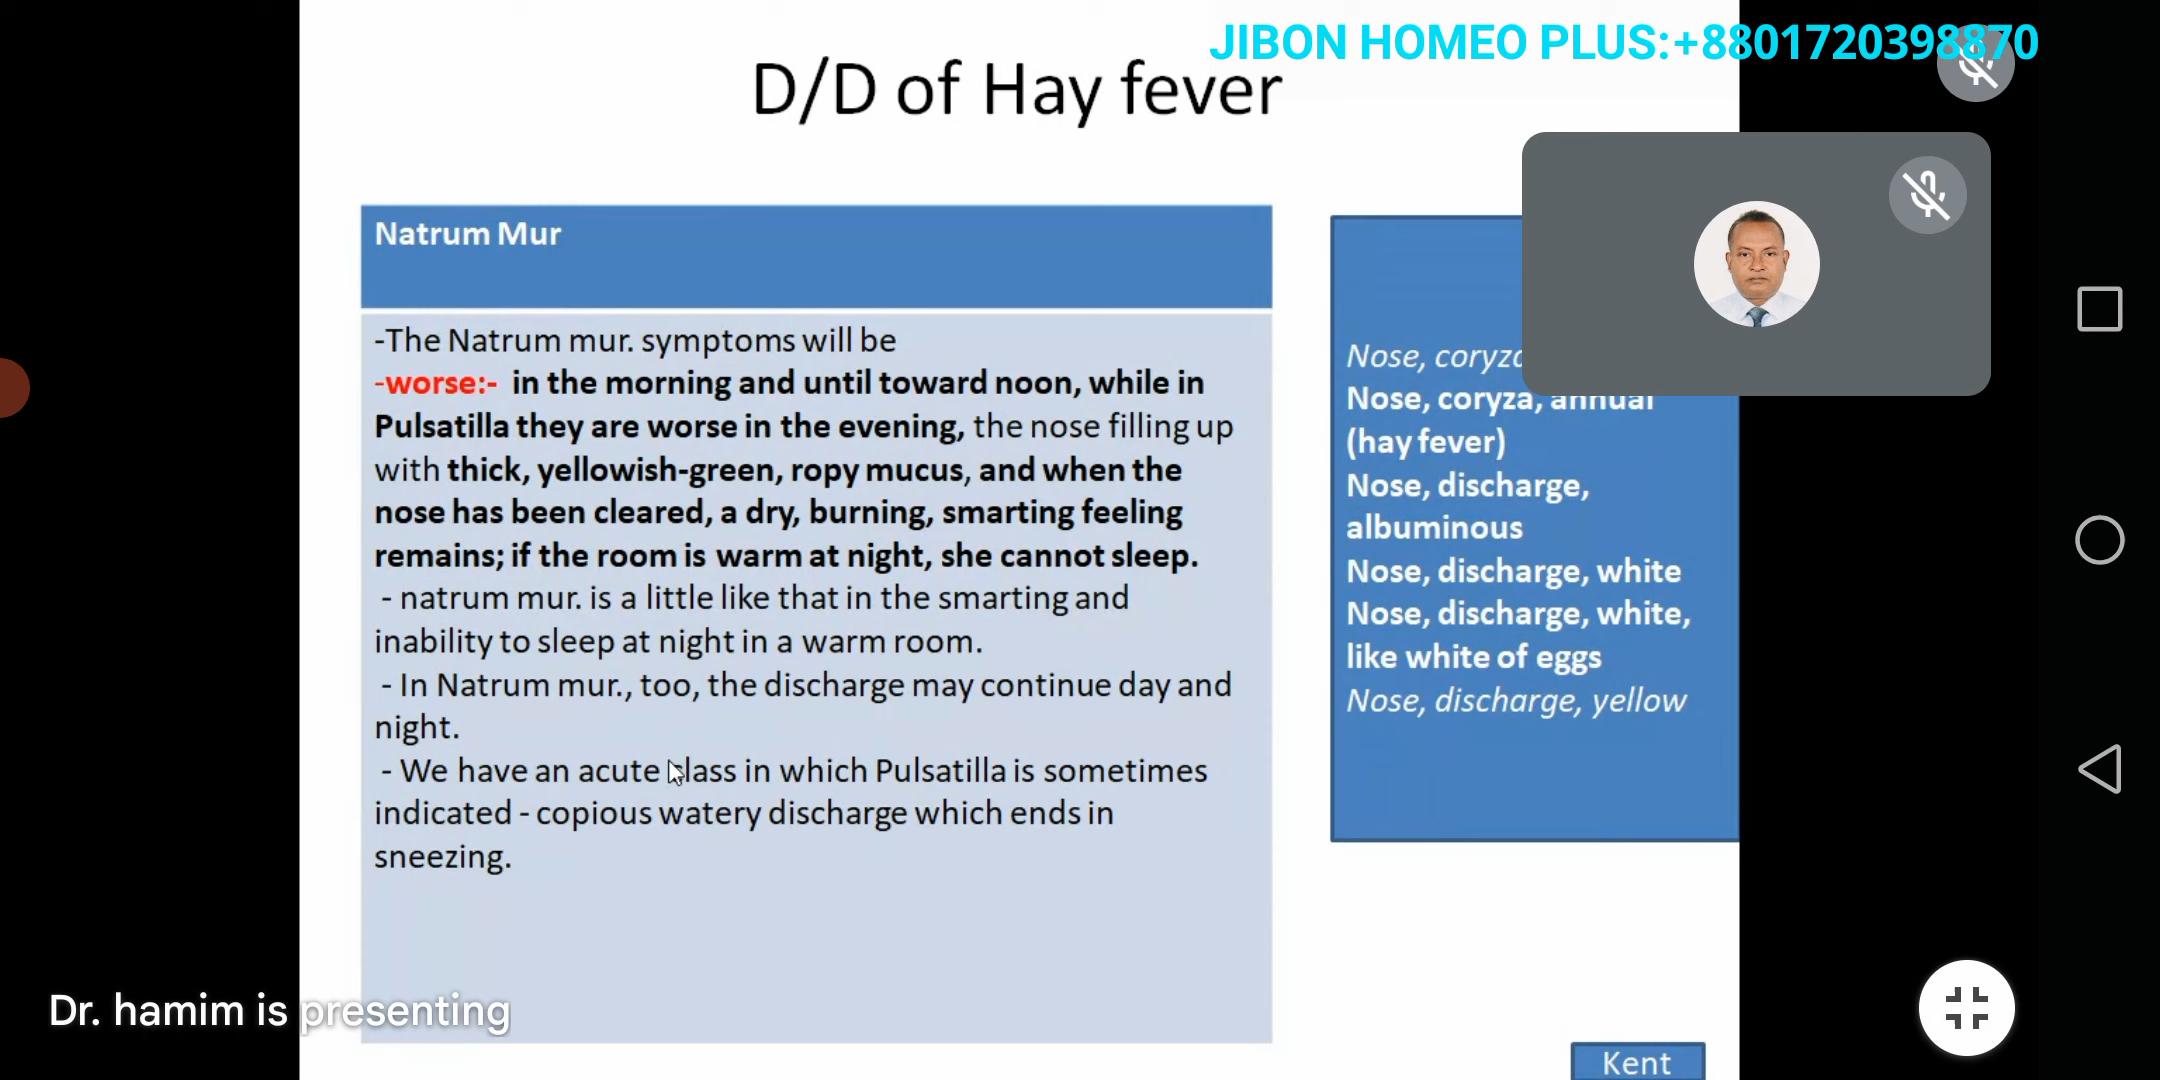 JIBON HOMEO PLUS:+8801720398870
D/D of Hay fever
Natrum Mur
-The Natrum mur. symptoms will be
-worse:- in the morning and until toward noon, while in
Pulsatilla they are worse in the evening, the nose filling up
with thick, yellowish-green, ropy mucus, and when the
nose has been cleared, a dry, burning, smarting feeling
remains; if the room is warm at night, she cannot sleep.
- natrum mur. is a little like that in the smarting and
inability to sleep at night in a warm room.
- In Natrum mur., too, the discharge may continue day and
night.
- We have an acute class in which Pulsatilla is sometimes
indicated - copious watery discharge which ends in
sneezing.
Nose, coryza
Nose, coryza, annual
(hay fever)
Nose, discharge,
albuminous
Nose, discharge, white
Nose, discharge, white,
like white of eggs
Nose, discharge, yellow
Kent
Dr. hamim is presenting